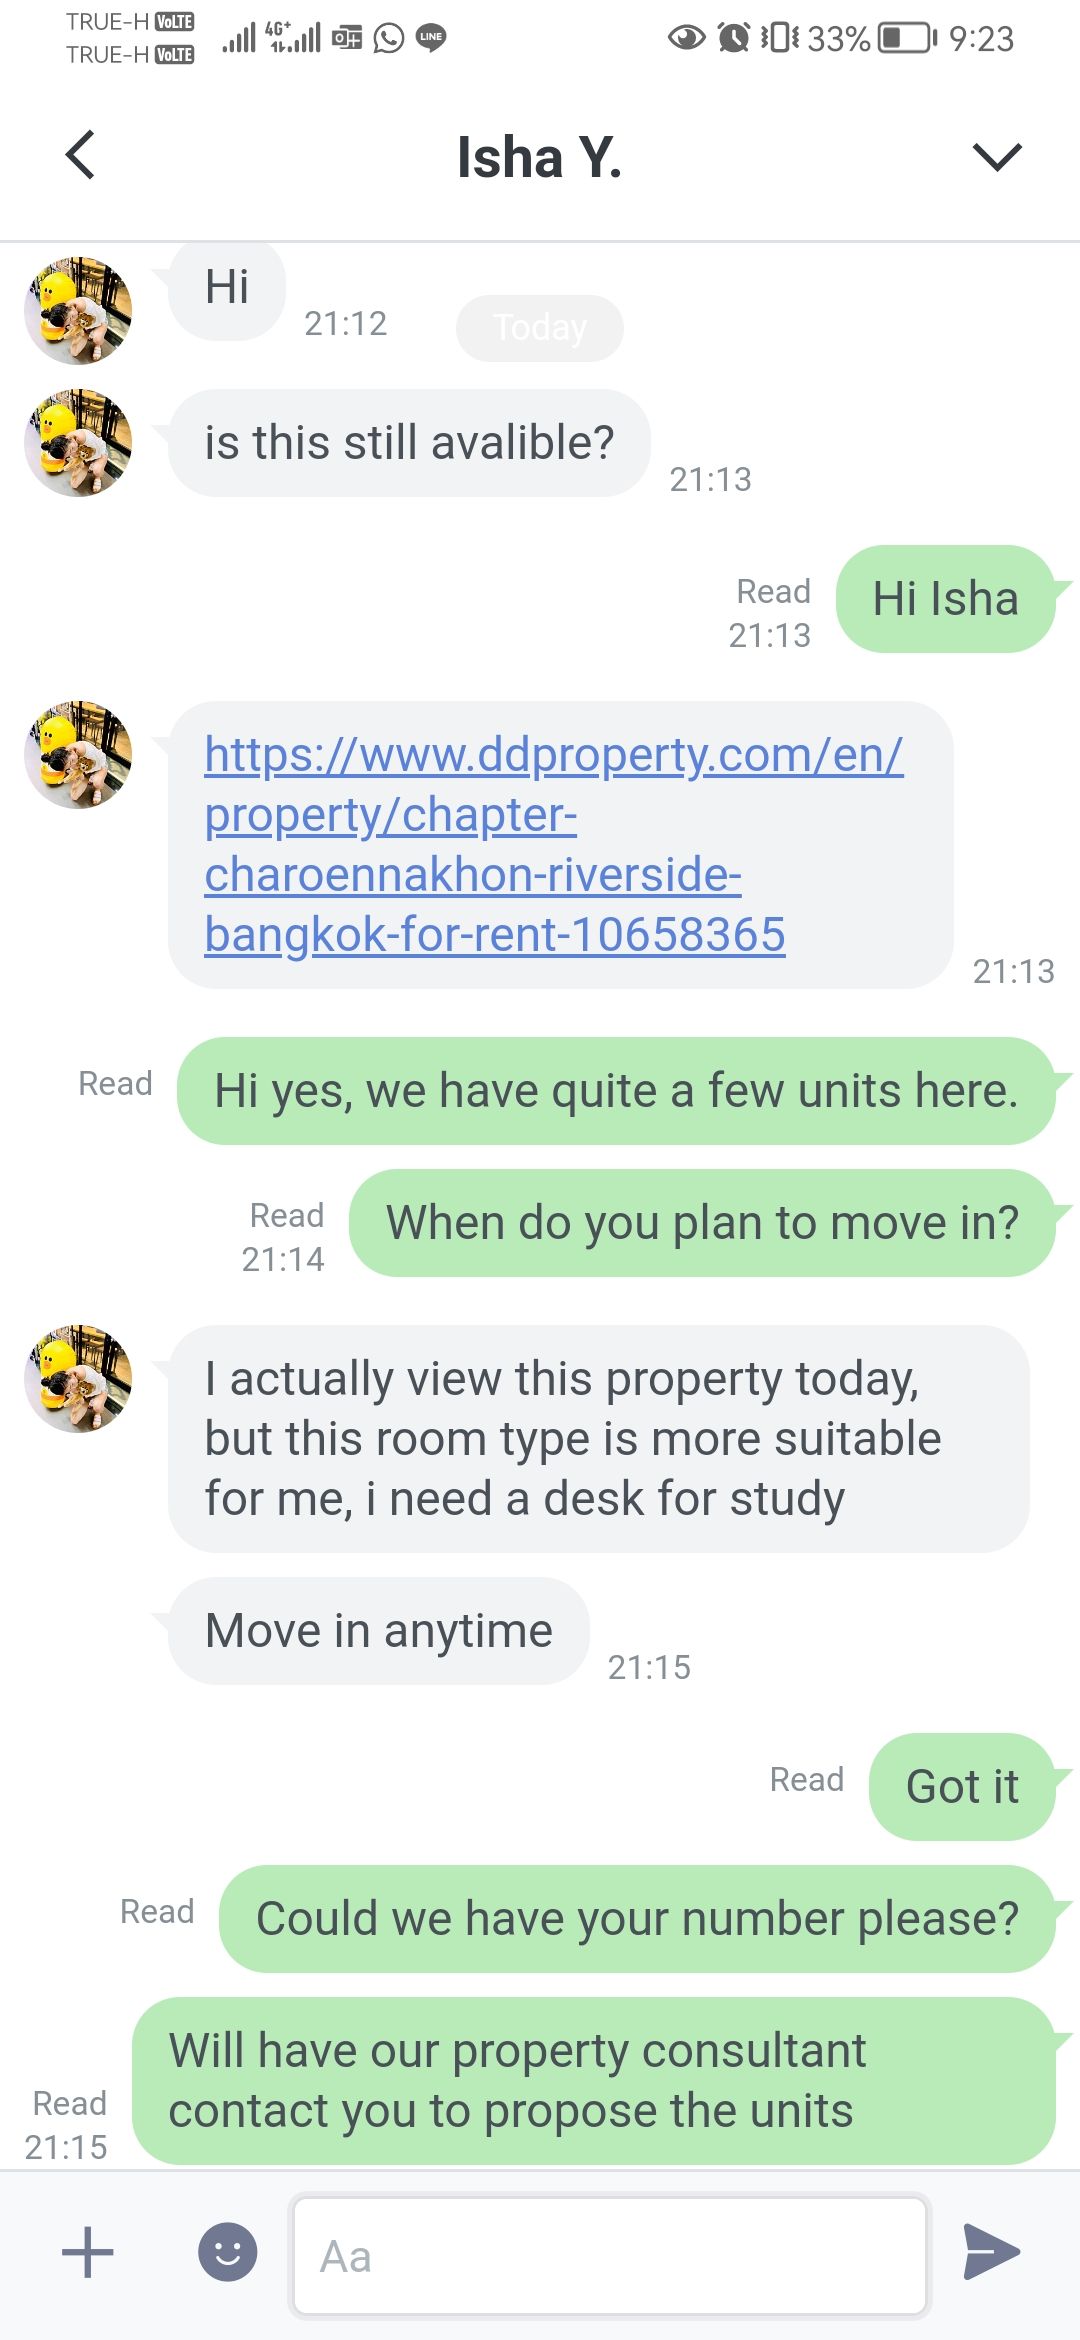 TRUE-H VoLTE
TRUE-H VoLTE
4G+
LINE
33%
9:23
Isha Y.
Hi
21:12
Today
is this still avalible?
21:13
Read
21:13
Hi Isha
https://www.ddproperty.com/en/
property/chapter-
charoennakhon-riverside-
bangkok-for-rent-10658365
21:13
Read
Hi yes, we have quite a few units here.
Read
21:14
When do you plan to move in?
I actually view this property today,
but this room type is more suitable
for me, i need a desk for study
Move in anytime
21:15
Read
Got it
Read
Could we have your number please?
Will have our property consultant
contact you to propose the units
Read
21:15
Aa